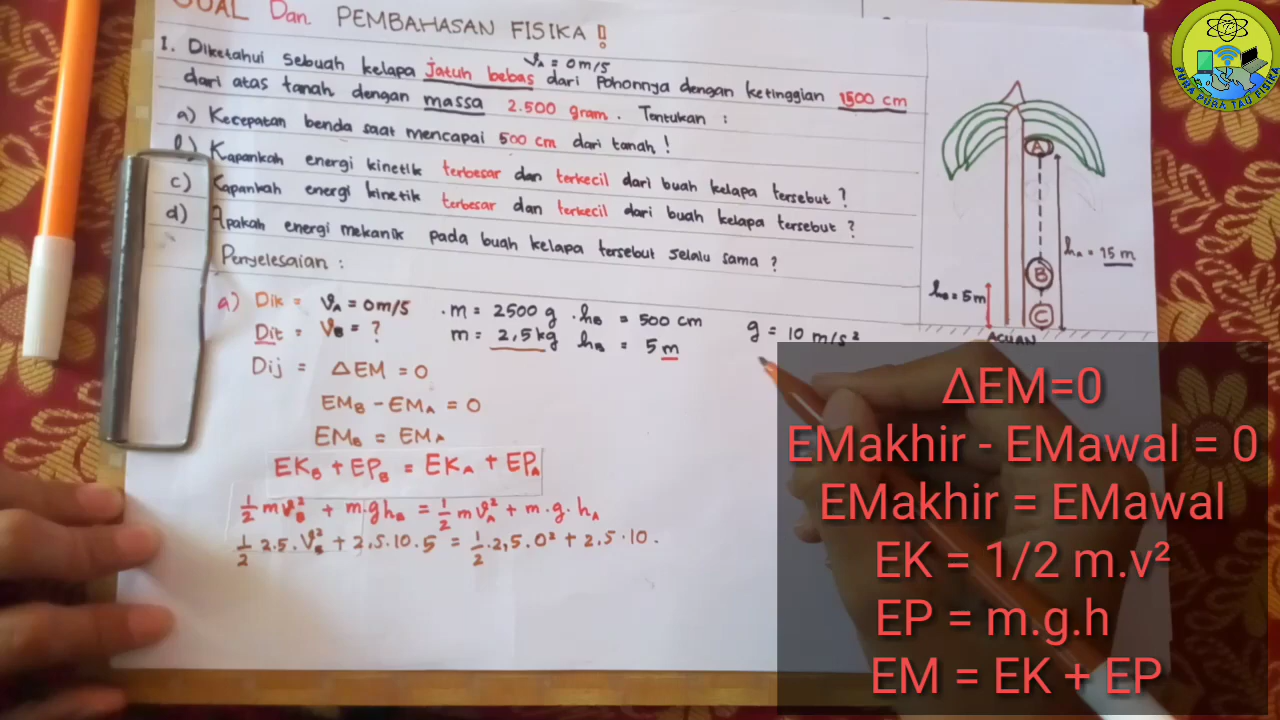 SOAL Dan PEMBAHASAN FISIKA !
1. Diketahui sebuah kelapa jatuh bebas dari pohonnya dengan ketinggian 1500 cm
vA = 0 m/s
dari atas tanah dengan massa 2.500 gram. Tentukan :
a) Kecepatan benda saat mencapai 500 cm dari tanah !
b) Kapankah energi kinetik terbesar dan terkecil dari buah kelapa tersebut ?
c) Kapankah energi kinetik terbesar dan terkecil dari buah kelapa tersebut ?
d) Apakah energi mekanik pada buah kelapa tersebut selalu sama ?
Penyelesaian :
a) Dik = vA = 0 m/s . m = 2500 g . hB = 500 cm
m = 2,5 kg hB = 5 m
g = 10 m/s²
Dit = vB = ?
Dij = ΔEM = 0
EMB - EMA = 0
EMB = EMA
EKB + EPB = EKA + EPA
1/2 m vB² + m.g hB = 1/2 m vA² + m.g.hA
1/2 2.5. vB² + 2,5.10.5 = 1/2.2,5.0² + 2,5.10.
A
B
C
hA = 15 m
hB = 5 m
ACUAN
ΔEM=0
EMakhir - EMawal = 0
EMakhir = EMawal
EK = 1/2 m.v²
EP = m.g.h
EM = EK + EP
PURA PURA TAU FISIKA